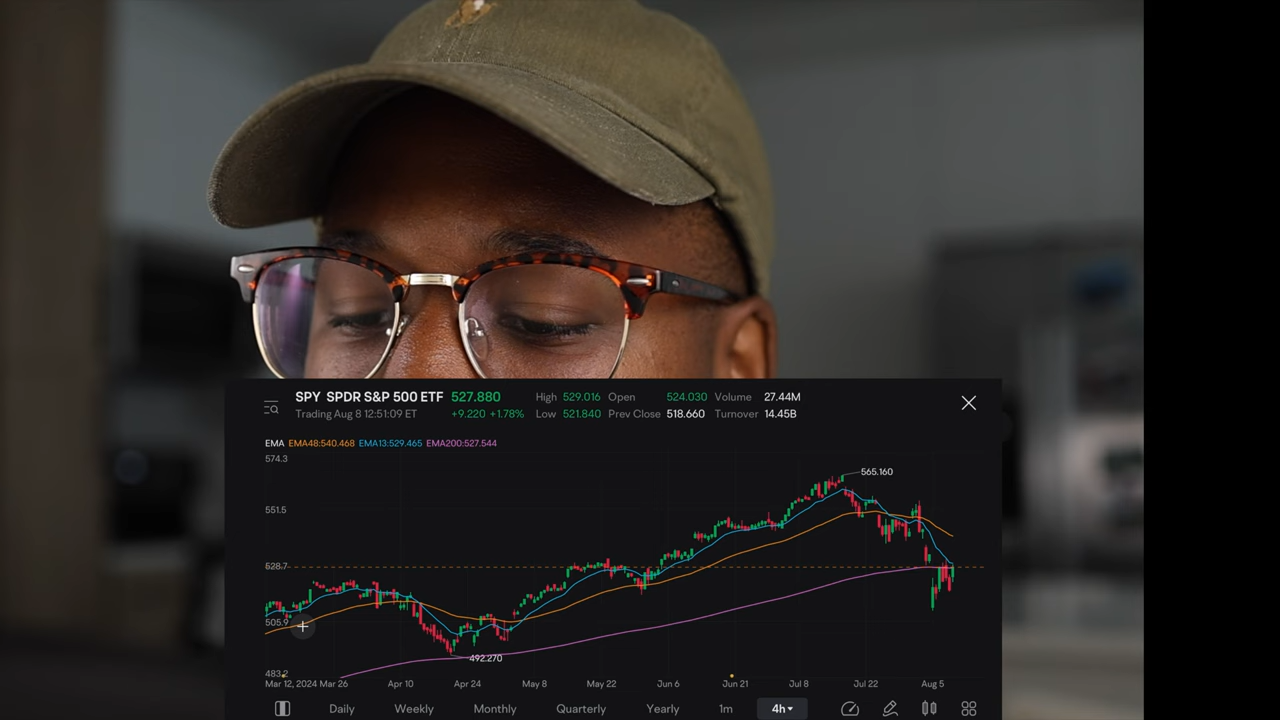 SPY SPDR S&P 500 ETF 527.880 High 529.016 Open 524.030 Volume 27.44M
Trading Aug 8 12:51:09 ET +9.220 +1.78% Low 521.840 Prev Close 518.660 Turnover 14.45B
EMA EMA48:540.468 EMA13:529.465 EMA200:527.544
574.3
565.160
551.5
528.7
505.9
492.270
483.2
Mar 12, 2024 Mar 26 Apr 10 Apr 24 May 8 May 22 Jun 6 Jun 21 Jul 8 Jul 22 Aug 5
Daily Weekly Monthly Quarterly Yearly 1m 4h